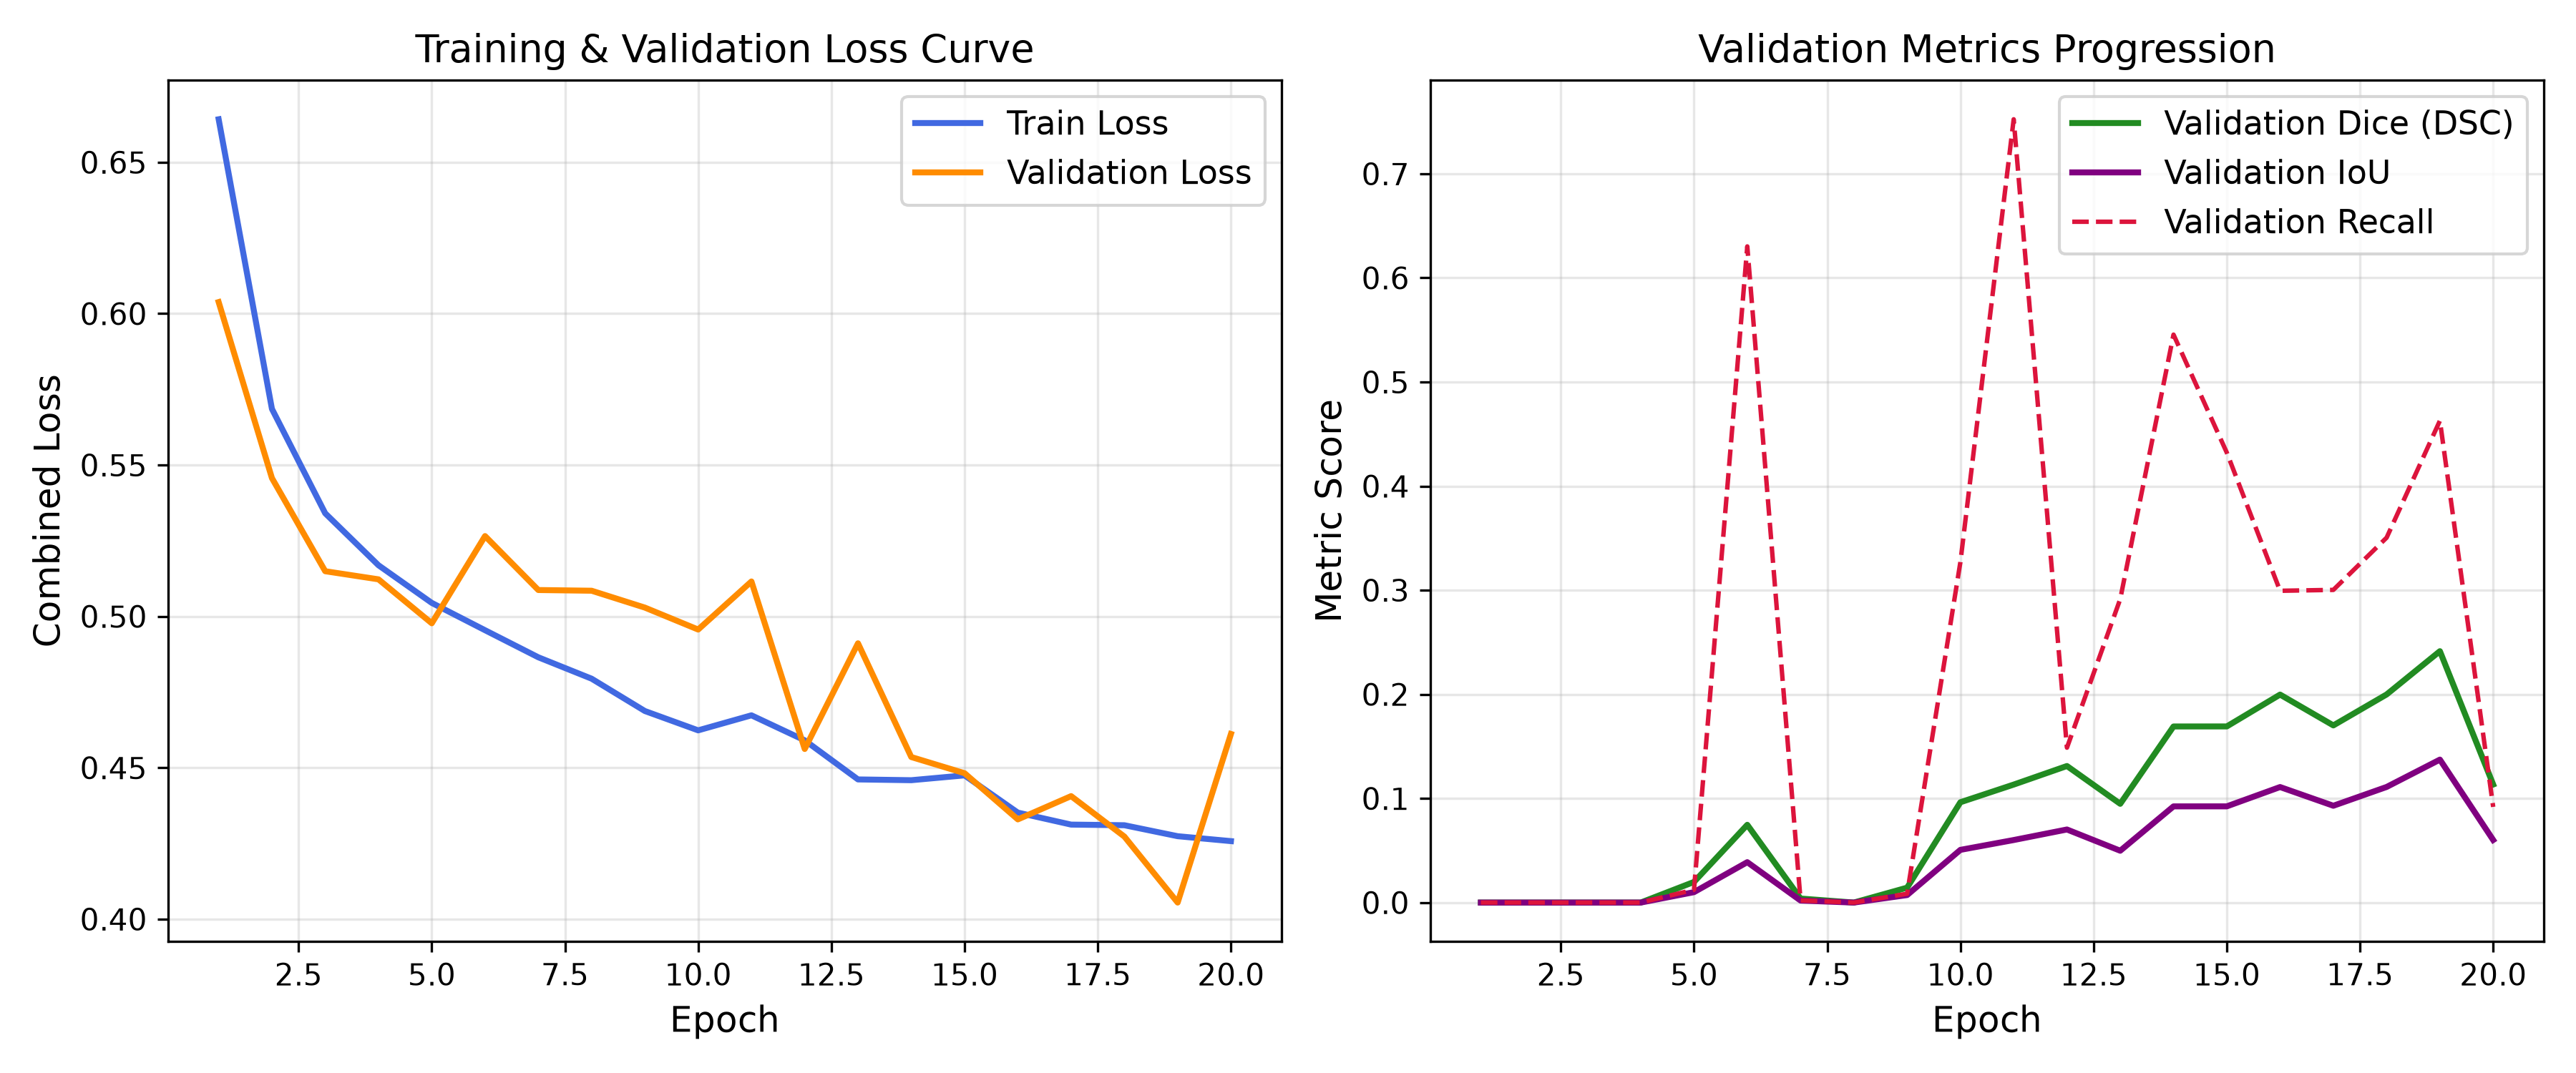 Training & Validation Loss Curve
Train Loss
Validation Loss
Combined Loss
0.65
0.60
0.55
0.50
0.45
0.40
2.5 5.0 7.5 10.0 12.5 15.0 17.5 20.0
Epoch
Validation Metrics Progression
Validation Dice (DSC)
Validation IoU
Validation Recall
Metric Score
0.7
0.6
0.5
0.4
0.3
0.2
0.1
0.0
2.5 5.0 7.5 10.0 12.5 15.0 17.5 20.0
Epoch